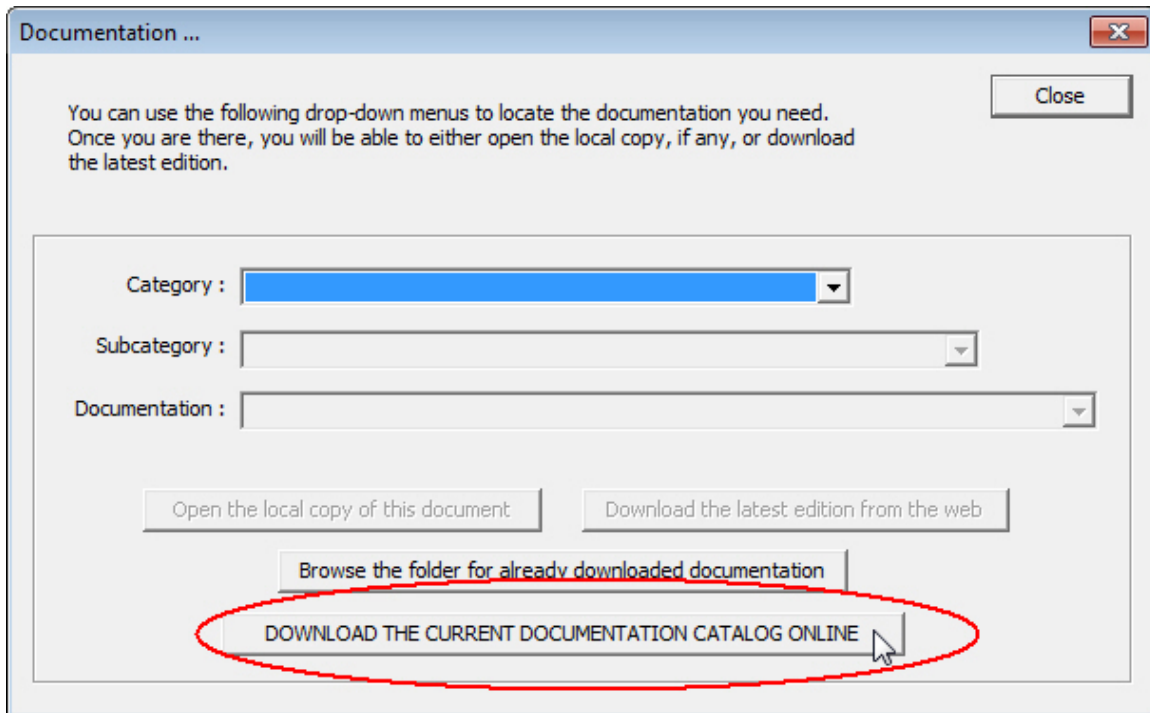 Documentation ...
Close
You can use the following drop-down menus to locate the documentation you need.
Once you are there, you will be able to either open the local copy, if any, or download
the latest edition.
Category :
Subcategory :
Documentation :
Open the local copy of this document
Download the latest edition from the web
Browse the folder for already downloaded documentation
DOWNLOAD THE CURRENT DOCUMENTATION CATALOG ONLINE